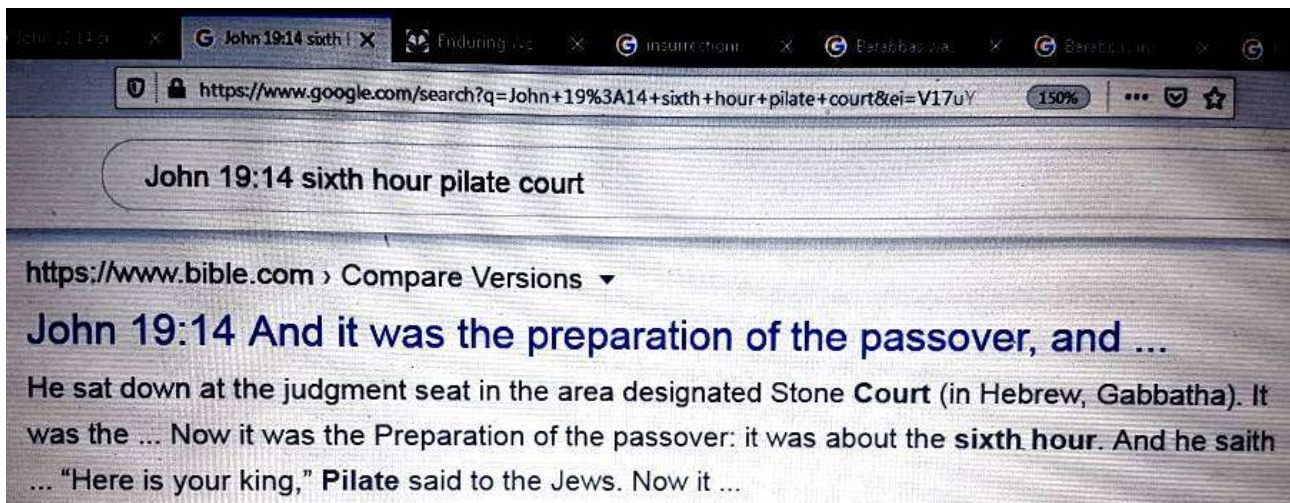 John 19:14 sixth
Enduring
insurrection
Barabbas was
https://www.google.com/search?q=John+19%3A14+sixth+hour+pilate+court&ei=V17uY
150%
John 19:14 sixth hour pilate court
https://www.bible.com › Compare Versions
John 19:14 And it was the preparation of the passover, and ...
He sat down at the judgment seat in the area designated Stone Court (in Hebrew, Gabbatha). It
was the ... Now it was the Preparation of the passover: it was about the sixth hour. And he saith
... “Here is your king,” Pilate said to the Jews. Now it ...